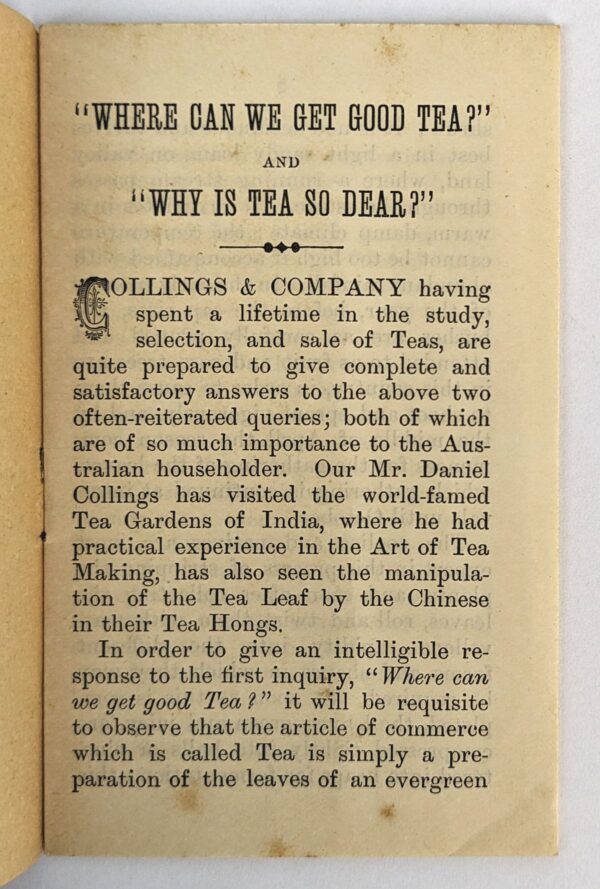 "WHERE CAN WE GET GOOD TEA?"
AND
"WHY IS TEA SO DEAR?"
COLLINGS & COMPANY having
spent a lifetime in the study,
selection, and sale of Teas, are
quite prepared to give complete and
satisfactory answers to the above two
often-reiterated queries; both of which
are of so much importance to the Aus-
tralian householder. Our Mr. Daniel
Collings has visited the world-famed
Tea Gardens of India, where he had
practical experience in the Art of Tea
Making, has also seen the manipula-
tion of the Tea Leaf by the Chinese
in their Tea Hongs.
In order to give an intelligible re-
sponse to the first inquiry, "Where can
we get good Tea?" it will be requisite
to observe that the article of commerce
which is called Tea is simply a pre-
paration of the leaves of an evergreen